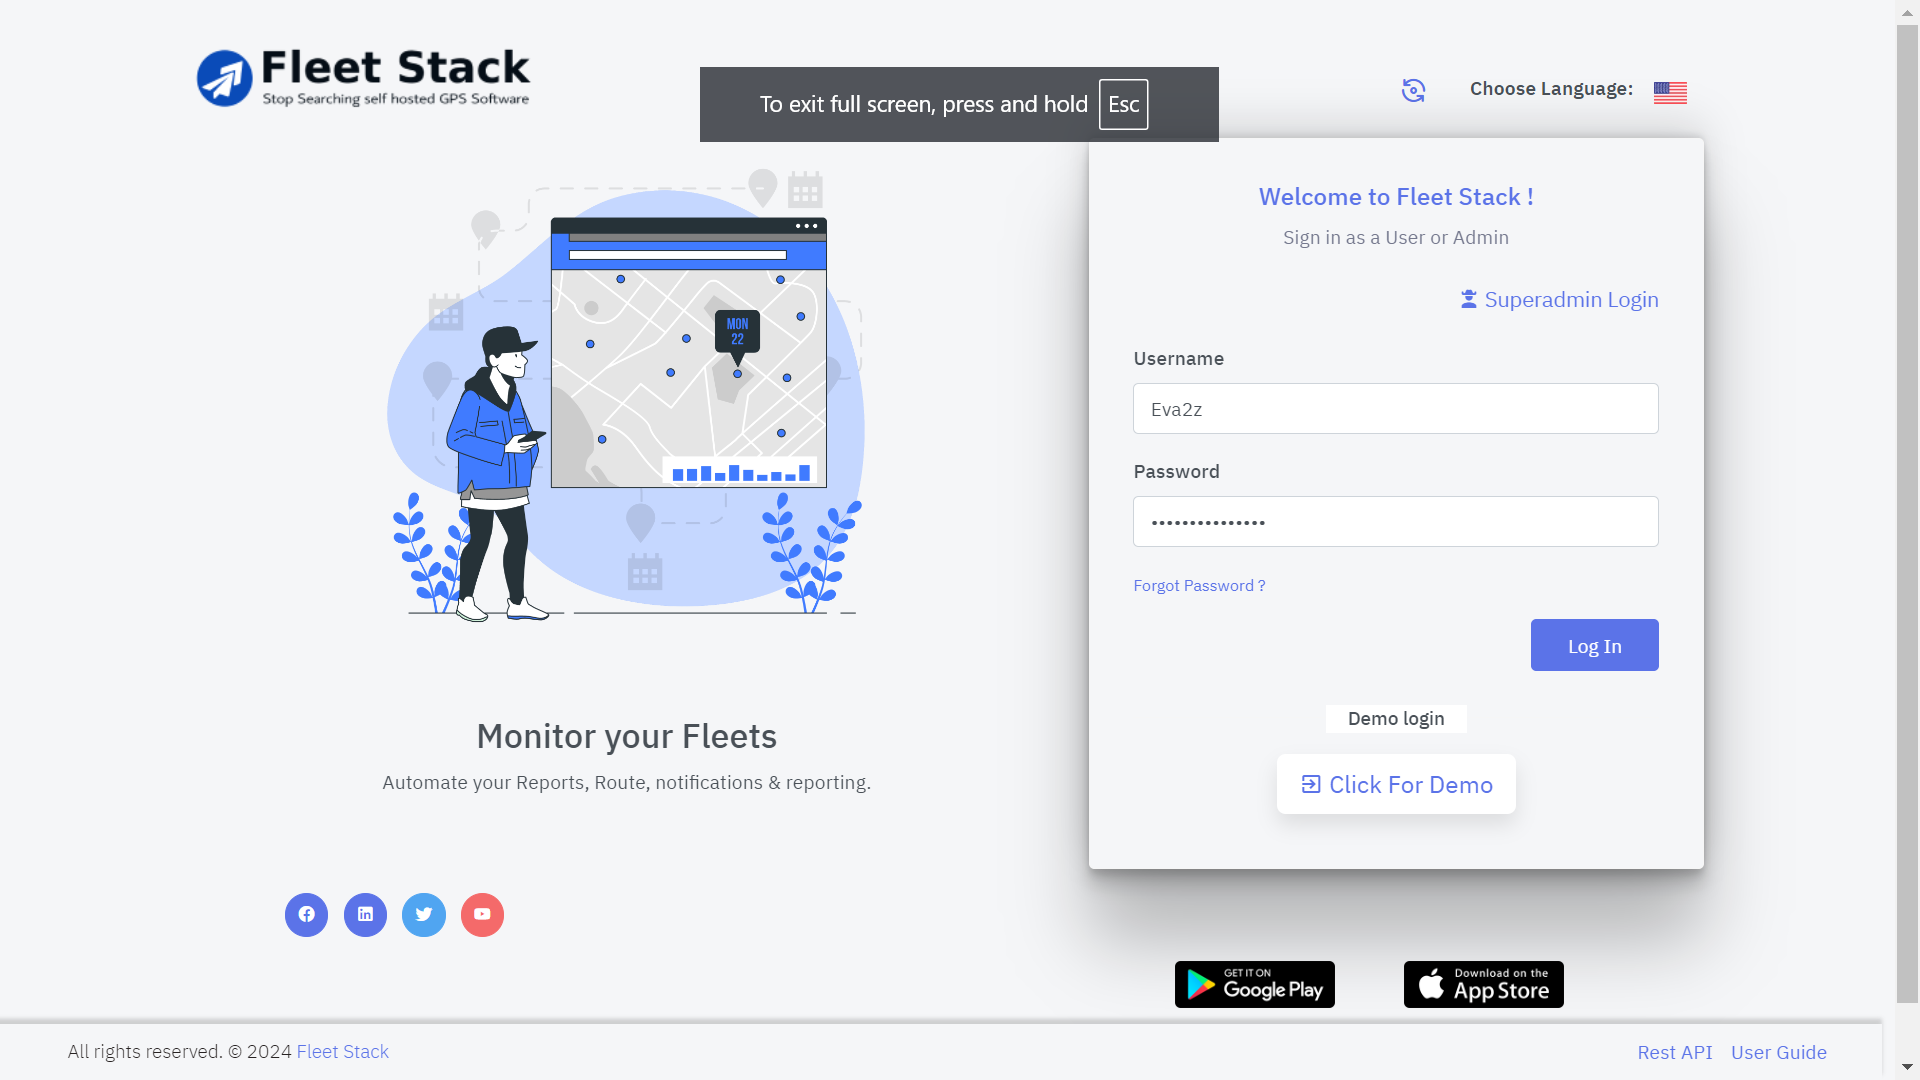 Fleet Stack
Stop Searching self hosted GPS Software
To exit full screen, press and hold Esc
Choose Language:
MON
22
Monitor your Fleets
Automate your Reports, Route, notifications & reporting.
Welcome to Fleet Stack !
Sign in as a User or Admin
Superadmin Login
Username
Eva2z
Password
•••••••••••••••
Forgot Password ?
Log In
Demo login
Click For Demo
GET IT ON
Google Play
Download on the
App Store
All rights reserved. © 2024 Fleet Stack
Rest API User Guide